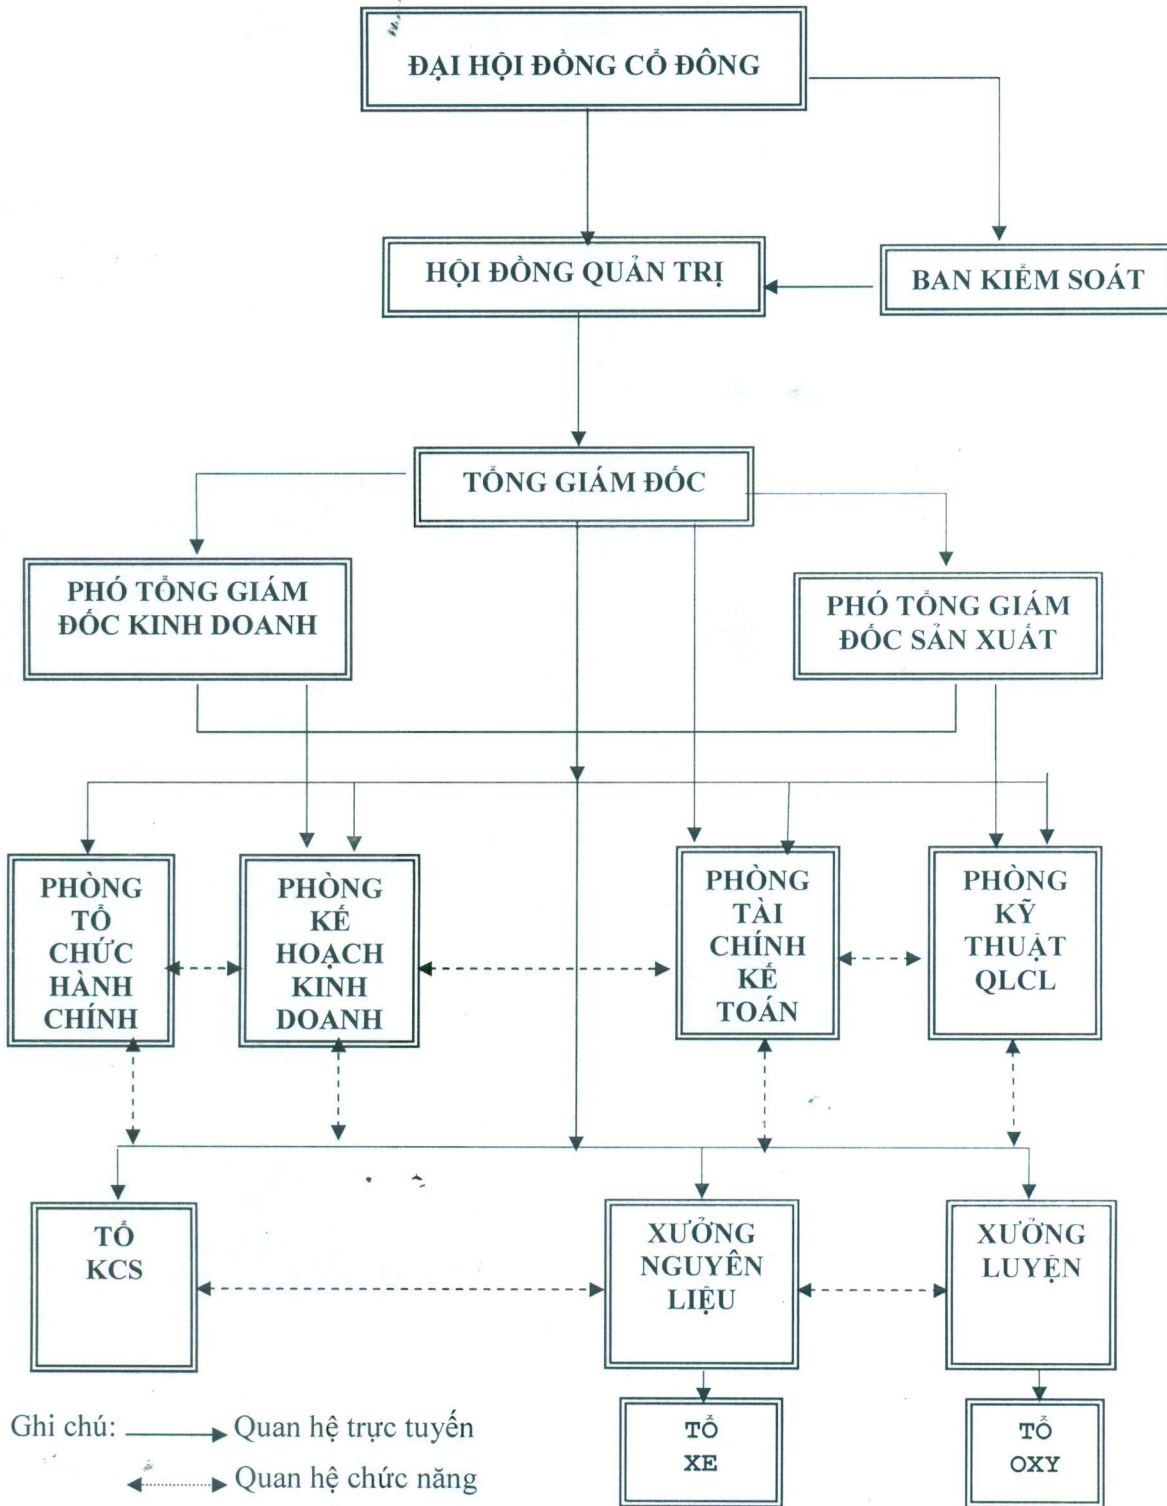 ĐẠI HỘI ĐỒNG CỔ ĐÔNG
HỘI ĐỒNG QUẢN TRỊ
BAN KIỂM SOÁT
TỔNG GIÁM ĐỐC
PHÓ TỔNG GIÁM
ĐỐC KINH DOANH
PHÓ TỔNG GIÁM
ĐỐC SẢN XUẤT
PHÒNG
TỔ
CHỨC
HÀNH
CHÍNH
PHÒNG
KẾ
HOẠCH
KINH
DOANH
PHÒNG
TÀI
CHÍNH
KẾ
TOÁN
PHÒNG
KỸ
THUẬT
QLCL
TỔ
KCS
XƯỞNG
NGUYÊN
LIỆU
XƯỞNG
LUYỆN
TỔ
XE
TỔ
OXY
Ghi chú: Quan hệ trực tuyến
Quan hệ chức năng